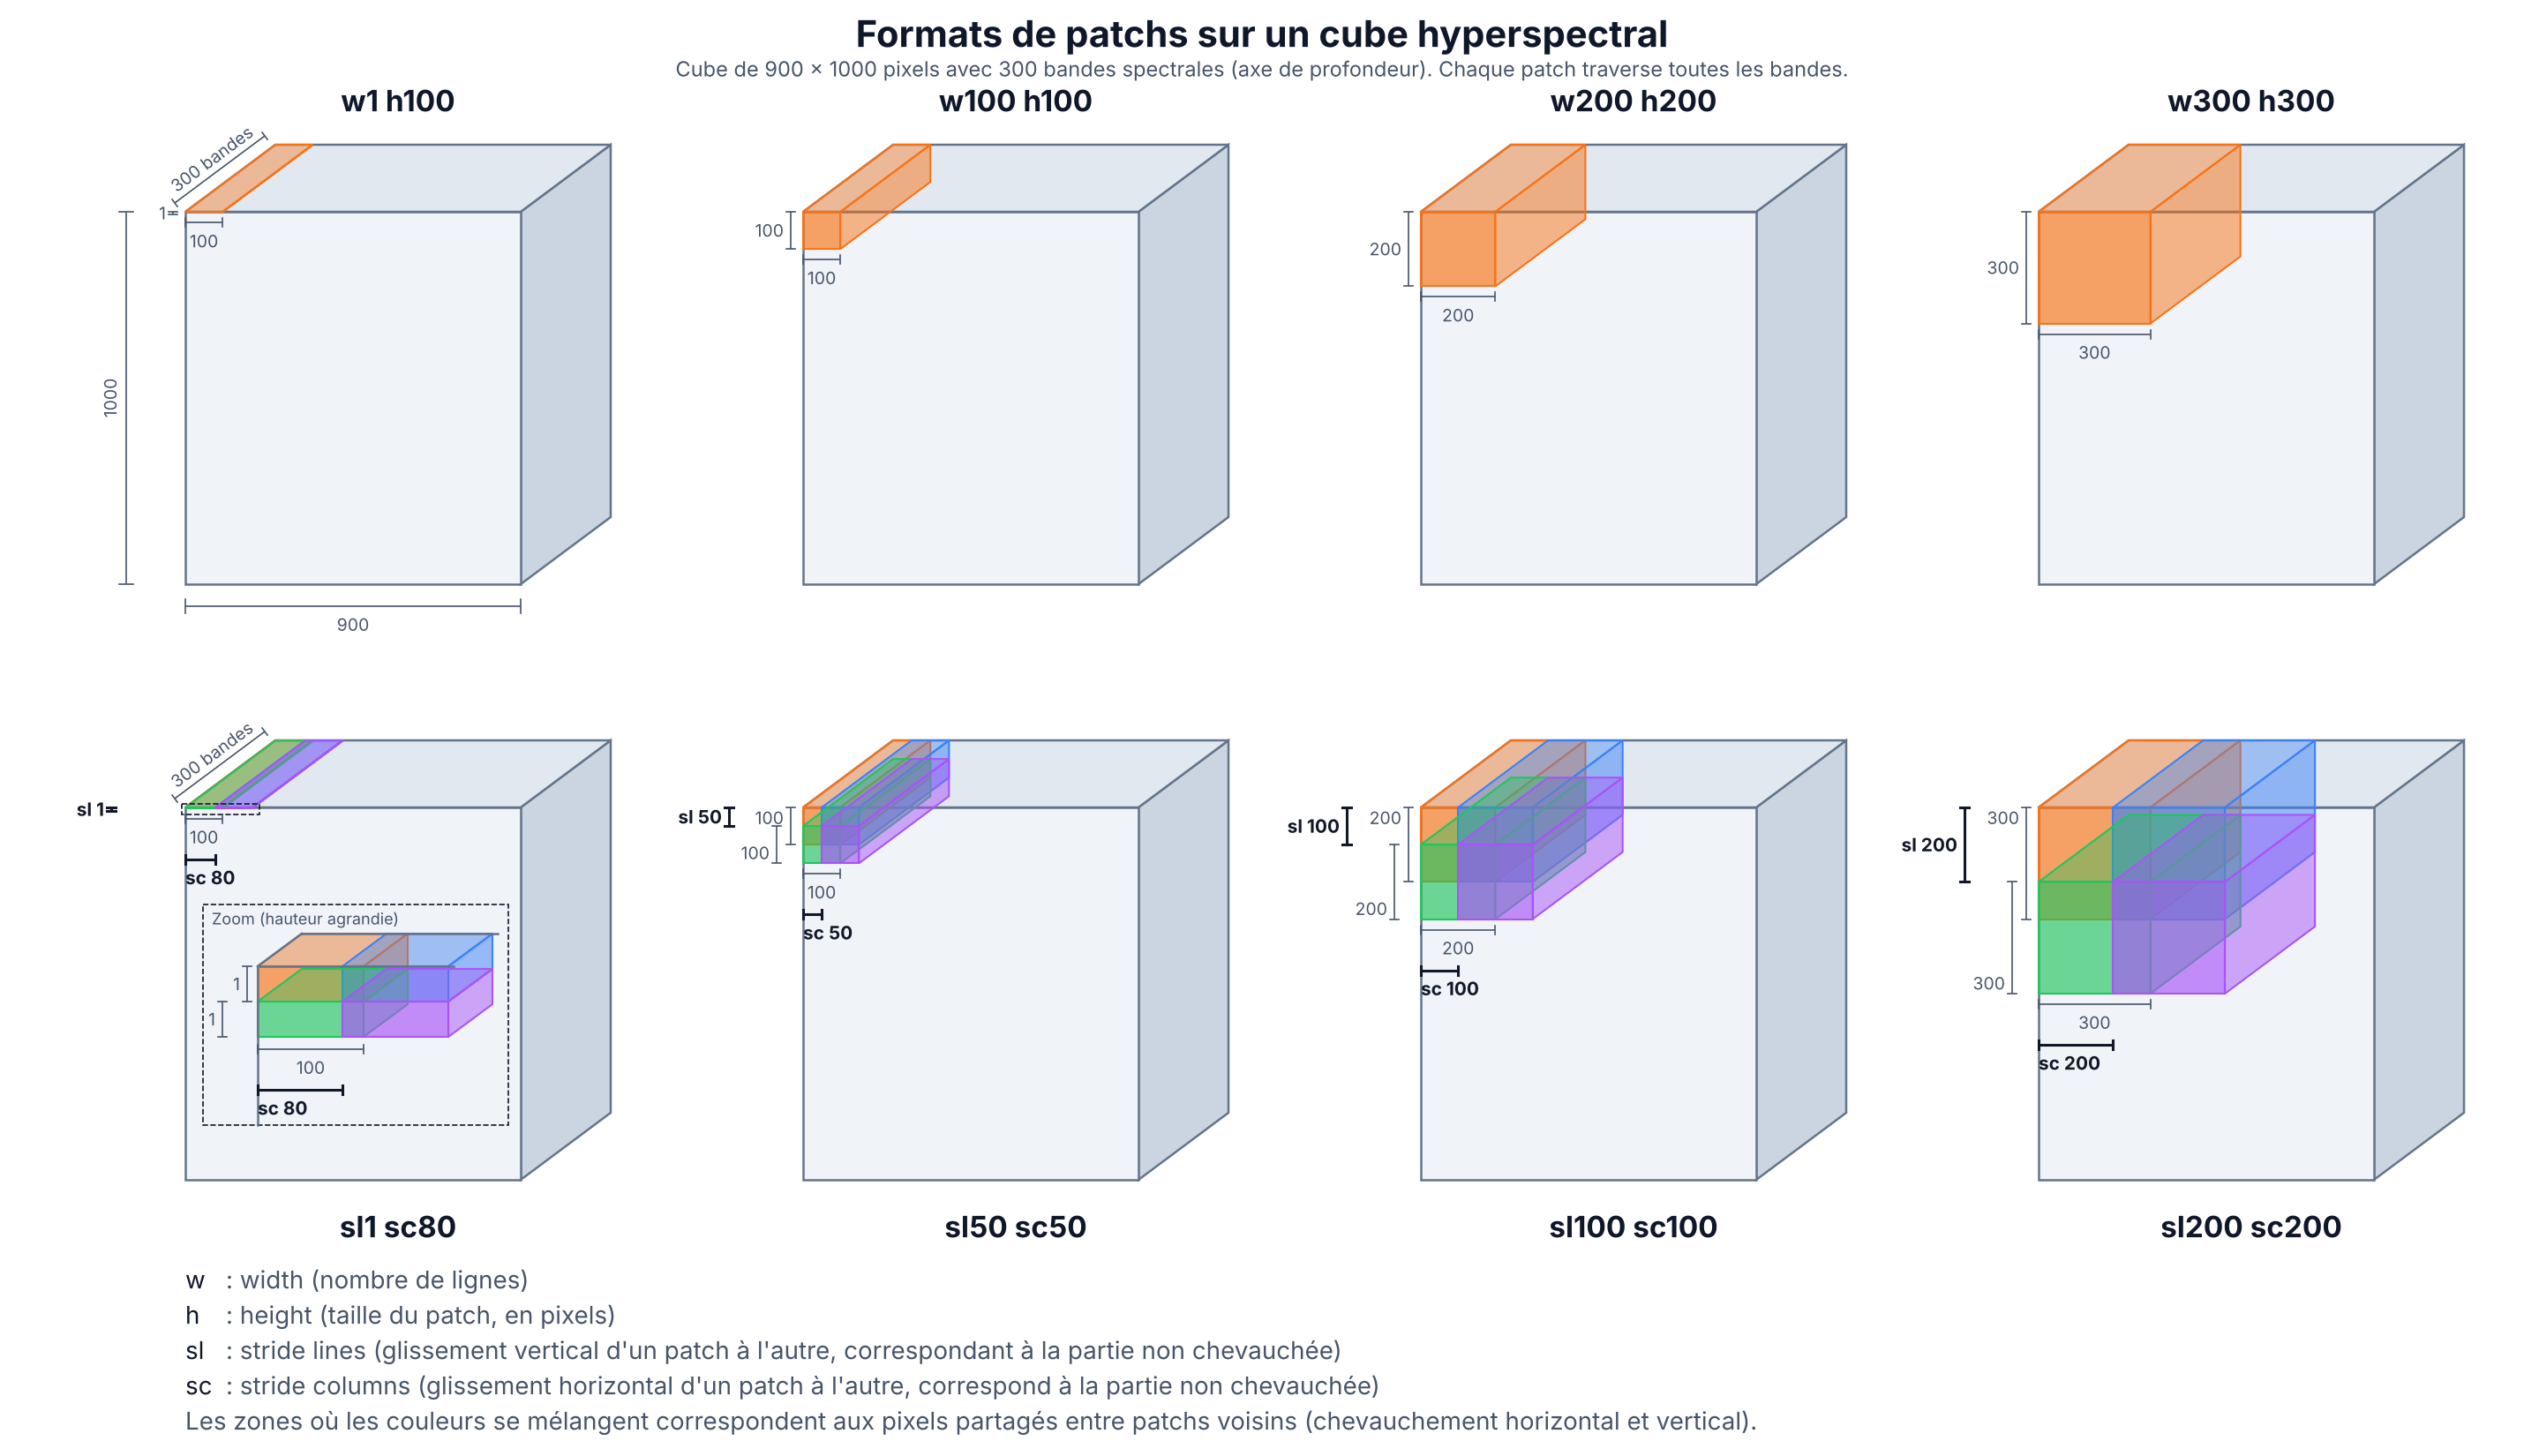 Formats de patchs sur un cube hyperspectral
Cube de 900 × 1000 pixels avec 300 bandes spectrales (axe de profondeur). Chaque patch traverse toutes les bandes.
w1 h100
w100 h100
w200 h200
w300 h300
300 bandes
1
100
1000
900
100
100
200
200
300
300
300 bandes
sl 1
100
sc 80
Zoom (hauteur agrandie)
1
1
100
sc 80
sl 50
100
100
100
sc 50
sl 100
200
200
200
sc 100
sl 200
300
300
300
sc 200
sl1 sc80
sl50 sc50
sl100 sc100
sl200 sc200
w : width (nombre de lignes)
h : height (taille du patch, en pixels)
sl : stride lines (glissement vertical d'un patch à l'autre, correspondant à la partie non chevauchée)
sc : stride columns (glissement horizontal d'un patch à l'autre, correspond à la partie non chevauchée)
Les zones où les couleurs se mélangent correspondent aux pixels partagés entre patchs voisins (chevauchement horizontal et vertical).